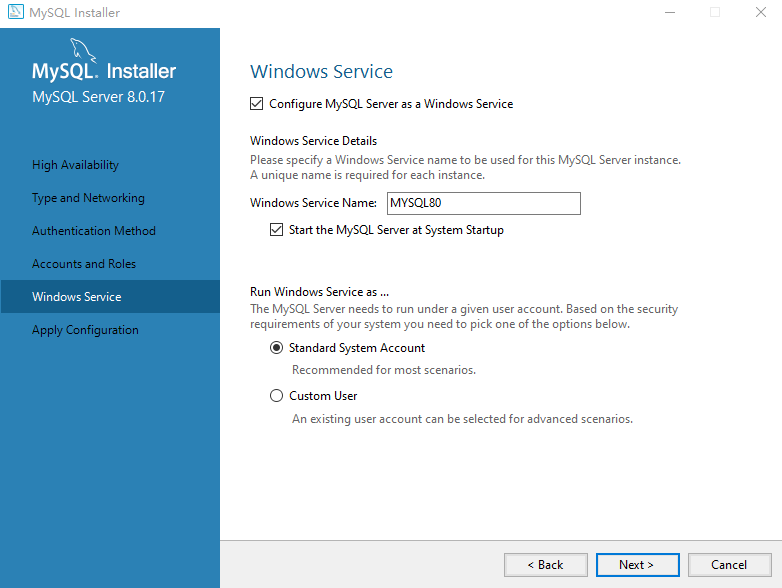 MySQL Installer
MySQL. Installer
MySQL Server 8.0.17
High Availability
Type and Networking
Authentication Method
Accounts and Roles
Windows Service
Apply Configuration
Windows Service
Configure MySQL Server as a Windows Service
Windows Service Details
Please specify a Windows Service name to be used for this MySQL Server instance.
A unique name is required for each instance.
Windows Service Name: MYSQL80
Start the MySQL Server at System Startup
Run Windows Service as ...
The MySQL Server needs to run under a given user account. Based on the security
requirements of your system you need to pick one of the options below.
Standard System Account
Recommended for most scenarios.
Custom User
An existing user account can be selected for advanced scenarios.
< Back Next > Cancel